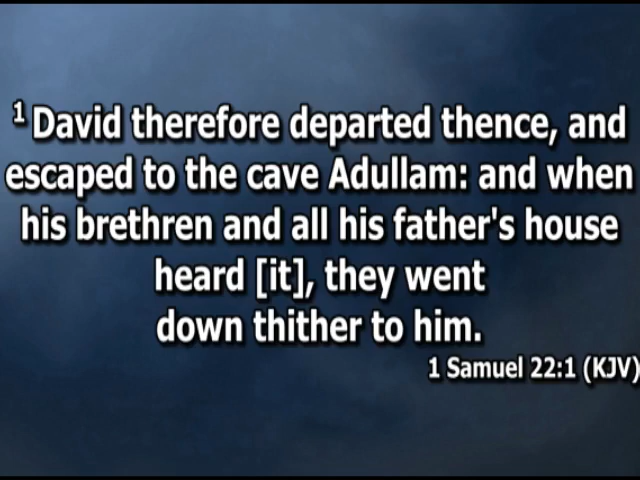 1 David therefore departed thence, and
escaped to the cave Adullam: and when
his brethren and all his father's house
heard [it], they went
down thither to him.
1 Samuel 22:1 (KJV)